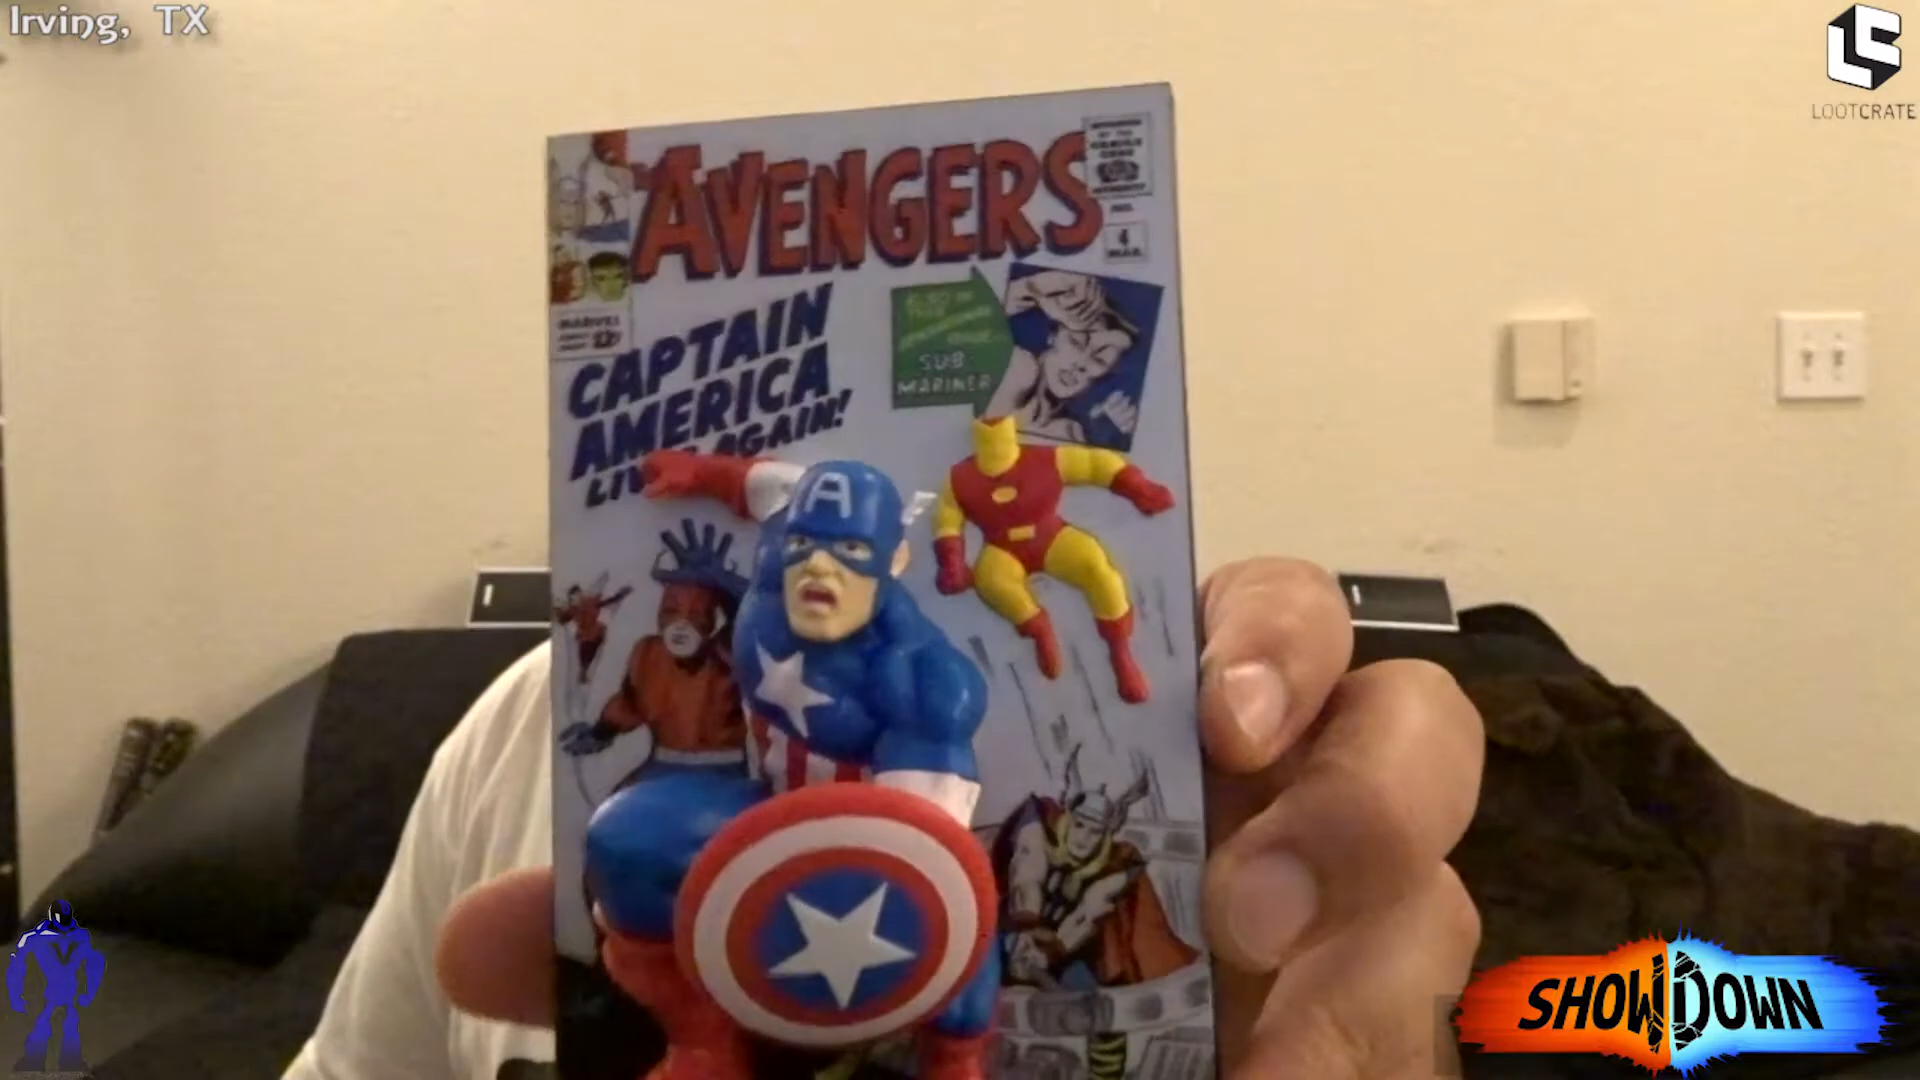 Irving, TX
LOOTCRATE
AVENGERS
4
MAR.
CAPTAIN
AMERICA
AGAIN!
SUB-
MARINER
MARVEL
12¢
A
SHOWDOWN